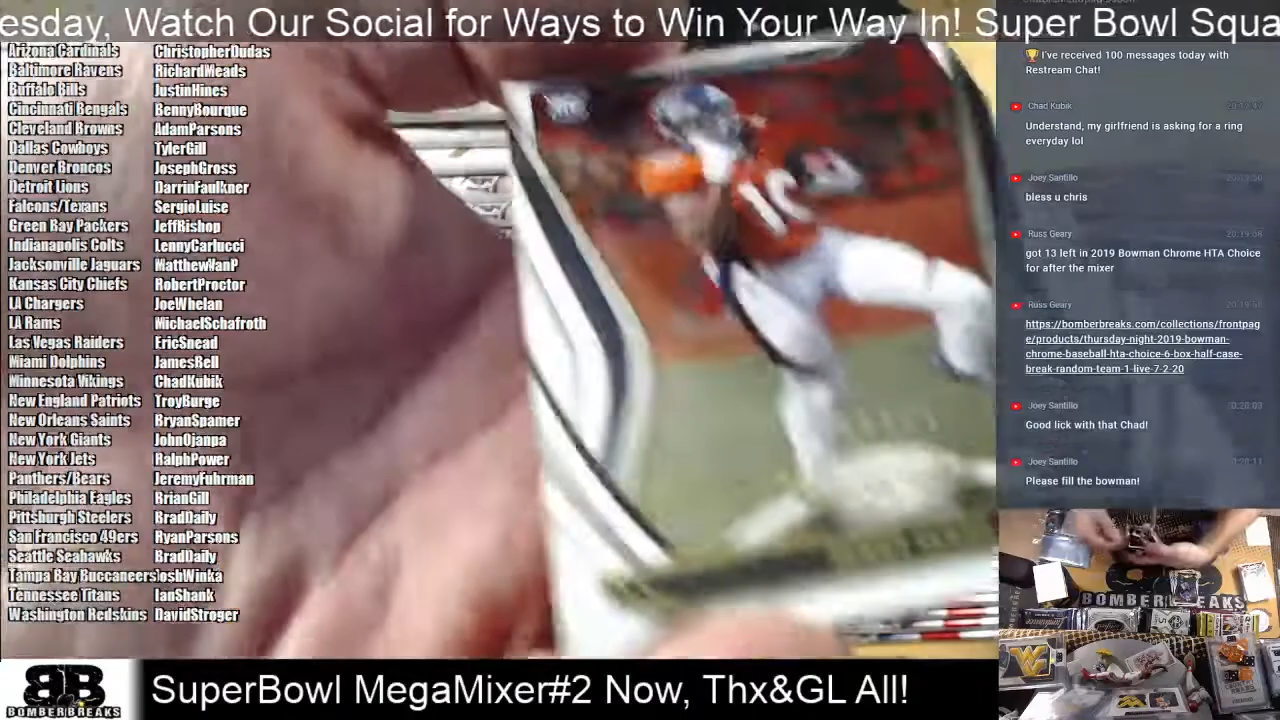 esday, Watch Our Social for Ways to Win Your Way In! Super Bowl Squa
Arizona Cardinals ChristopherDudas
Baltimore Ravens RichardMeads
Buffalo Bills JustinHines
Cincinnati Bengals BennyBourque
Cleveland Browns AdamParsons
Dallas Cowboys TylerGill
Denver Broncos JosephGross
Detroit Lions DarrinFaulkner
Falcons/Texans SergioLuise
Green Bay Packers JeffBishop
Indianapolis Colts LennyCarlucci
Jacksonville Jaguars MatthewVanP
Kansas City Chiefs RobertProctor
LA Chargers JoeWhelan
LA Rams MichaelSchafroth
Las Vegas Raiders EricSnead
Miami Dolphins JamesBell
Minnesota Vikings ChadKubik
New England Patriots TroyBurge
New Orleans Saints BryanSpamer
New York Giants JohnOjanpa
New York Jets RalphPower
Panthers/Bears JeremyFuhrman
Philadelphia Eagles BrianGill
Pittsburgh Steelers BradDaily
San Francisco 49ers RyanParsons
Seattle Seahawks BradDaily
Tampa Bay Buccaneers JoshWinka
Tennessee Titans IanShank
Washington Redskins DavidStroger
10
I've received 100 messages today with
Restream Chat!
Chad Kubik
Understand, my girlfriend is asking for a ring
everyday lol
Joey Santillo
bless u chris
Russ Geary
got 13 left in 2019 Bowman Chrome HTA Choice
for after the mixer
Russ Geary
https://bomberbreaks.com/collections/frontpag
e/products/thursday-night-2019-bowman-
chrome-baseball-hta-choice-6-box-half-case-
break-random-team-1-live-7-2-20
Joey Santillo
Good lick with that Chad!
Joey Santillo
Please fill the bowman!
BOMBERBREAKS
BB
BOMBERBREAKS
SuperBowl MegaMixer#2 Now, Thx&GL All!